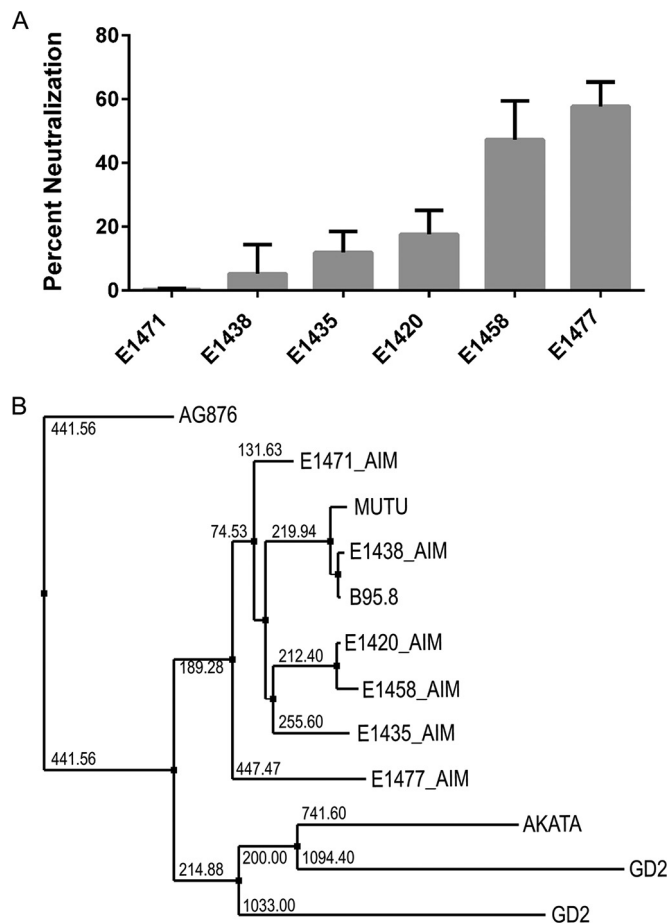 A
Percent Neutralization
80
60
40
20
0
E1471
E1438
E1435
E1420
E1458
E1477
B
AG876
441.56
131.63
E1471_AIM
MUTU
74.53
219.94
E1438_AIM
B95.8
E1420_AIM
212.40
189.28
E1458_AIM
255.60
E1435_AIM
441.56
447.47
E1477_AIM
741.60
AKATA
214.88
200.00
1094.40
GD2
1033.00
GD2